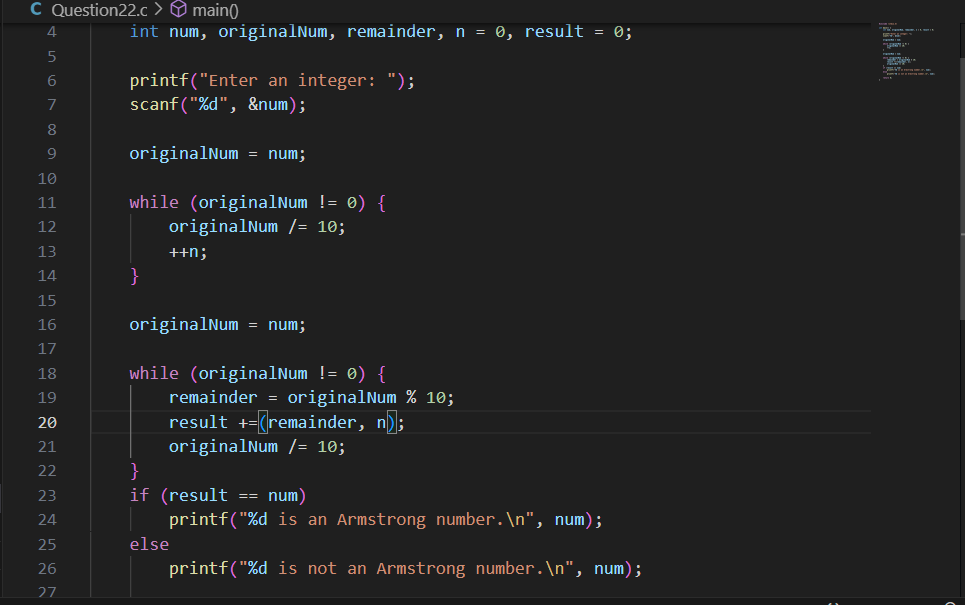 C Question22.c > main()
4 int num, originalNum, remainder, n = 0, result = 0;
5
6 printf("Enter an integer: ");
7 scanf("%d", &num);
8
9 originalNum = num;
10
11 while (originalNum != 0) {
12 originalNum /= 10;
13 ++n;
14 }
15
16 originalNum = num;
17
18 while (originalNum != 0) {
19 remainder = originalNum % 10;
20 result +=(remainder, n);
21 originalNum /= 10;
22 }
23 if (result == num)
24 printf("%d is an Armstrong number.\n", num);
25 else
26 printf("%d is not an Armstrong number.\n", num);
27